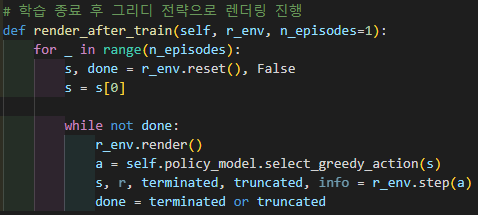 # 학습 종료 후 그리디 전략으로 렌더링 진행
def render_after_train(self, r_env, n_episodes=1):
    for _ in range(n_episodes):
        s, done = r_env.reset(), False
        s = s[0]

        while not done:
            r_env.render()
            a = self.policy_model.select_greedy_action(s)
            s, r, terminated, truncated, info = r_env.step(a)
            done = terminated or truncated